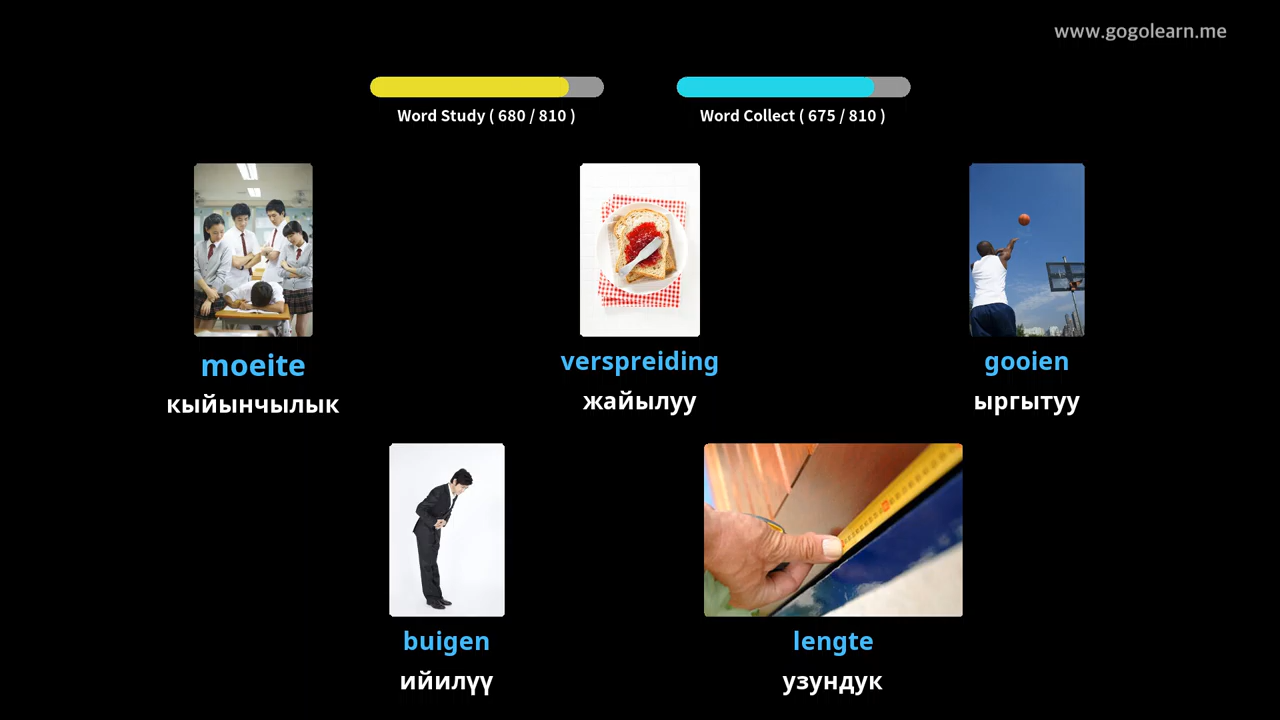 www.gogolearn.me
Word Study ( 680 / 810 )
Word Collect ( 675 / 810 )
moeite
кыйынчылык
verspreiding
жайылуу
gooien
ыргытуу
buigen
ийилүү
lengte
узундук